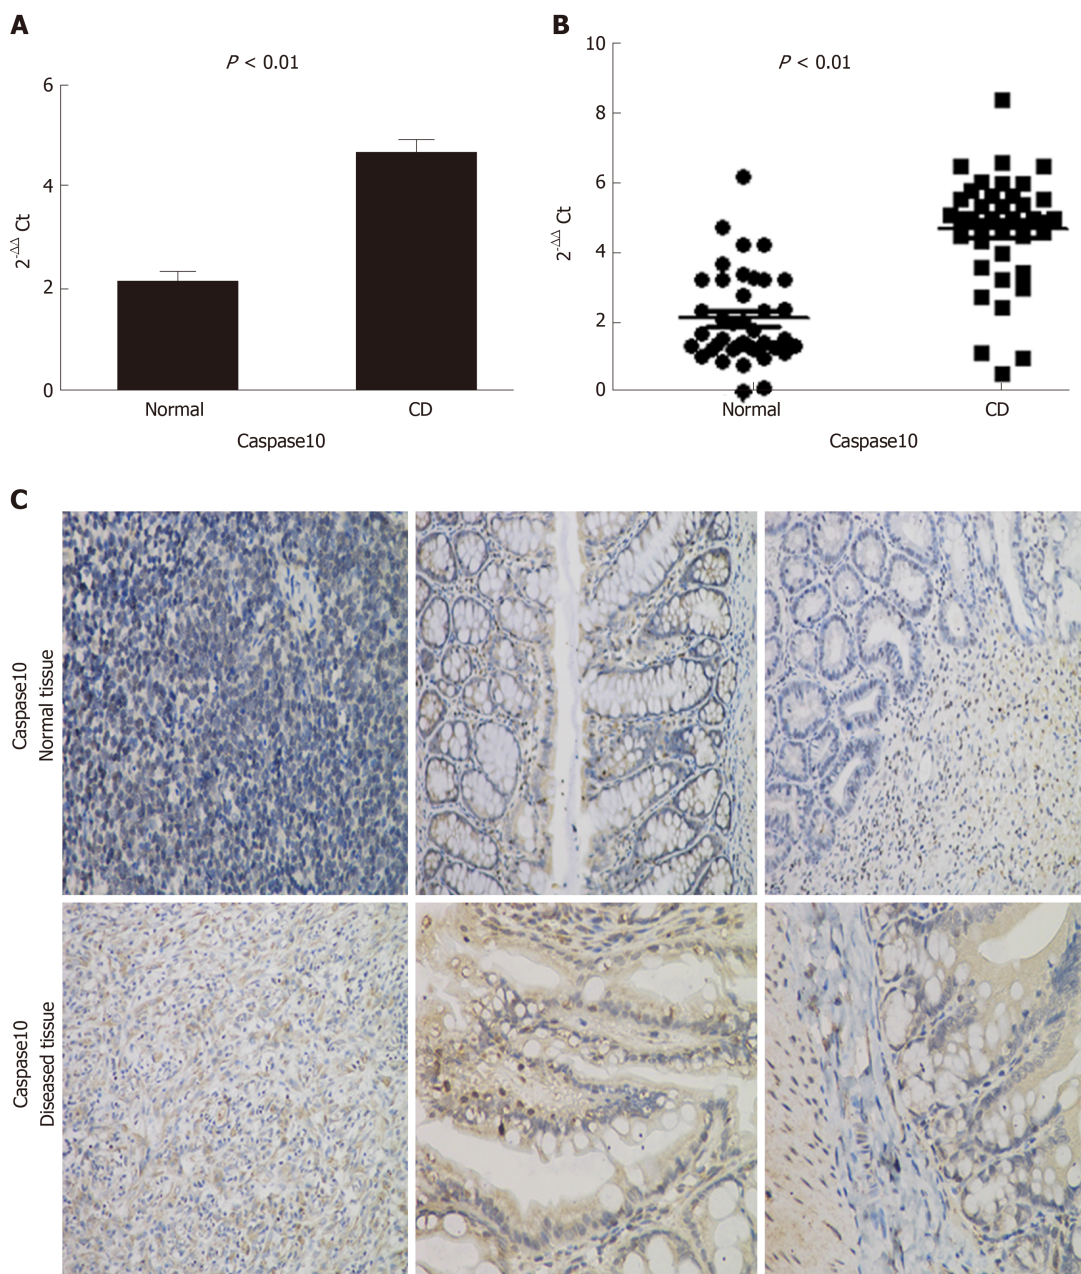 A
P < 0.01
6
4
2
0
2^-ΔΔ Ct
Normal
CD
Caspase10
B
P < 0.01
10
8
6
4
2
0
2^-ΔΔ Ct
Normal
CD
Caspase10
C
Caspase10
Normal tissue
Caspase10
Diseased tissue